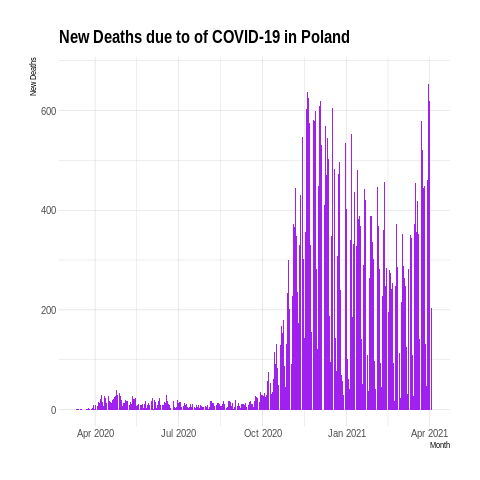 New Deaths due to of COVID-19 in Poland
New Deaths
600
400
200
0
Apr 2020 Jul 2020 Oct 2020 Jan 2021 Apr 2021
Month